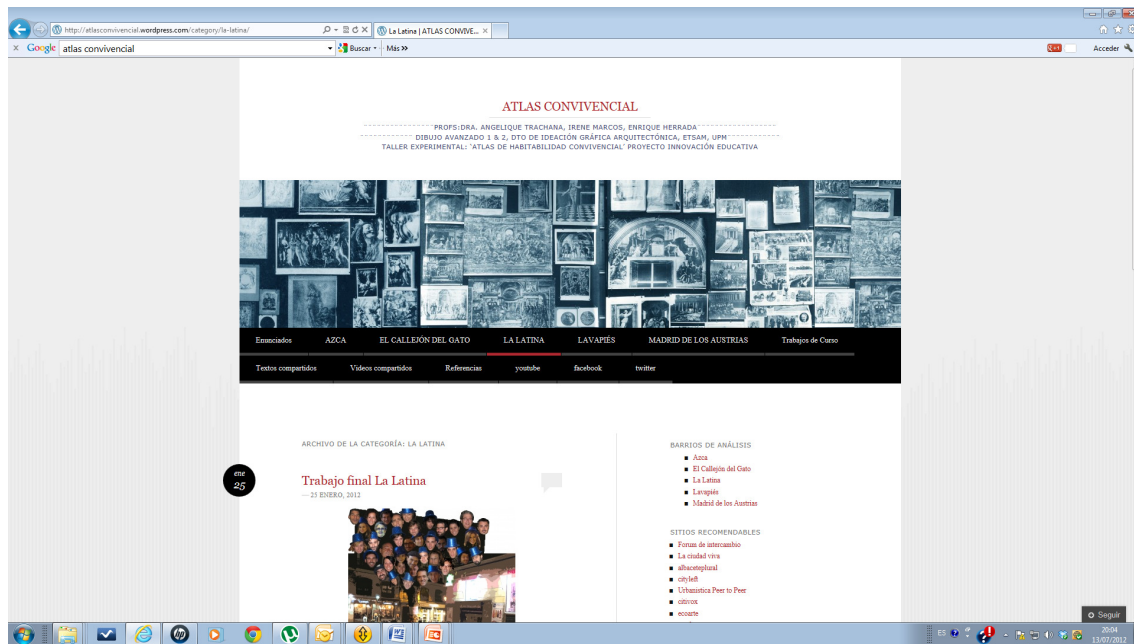 http://atlasconvivencial.wordpress.com/category/la-latina/
La Latina | ATLAS CONVIVE...
Google atlas convivencial Buscar Más »
+1 Acceder
ATLAS CONVIVENCIAL
PROFS:DRA. ANGELIQUE TRACHANA, IRENE MARCOS, ENRIQUE HERRADA
DIBUJO AVANZADO 1 & 2, DTO DE IDEACIÓN GRÁFICA ARQUITECTÓNICA, ETSAM, UPM
TALLER EXPERIMENTAL: 'ATLAS DE HABITABILIDAD CONVIVENCIAL' PROYECTO INNOVACIÓN EDUCATIVA
Enunciados AZCA EL CALLEJÓN DEL GATO LA LATINA LAVAPIÉS MADRID DE LOS AUSTRIAS Trabajos de Curso
Textos compartidos Vídeos compartidos Referencias youtube facebook twitter
ARCHIVO DE LA CATEGORÍA: LA LATINA
ene
25
Trabajo final La Latina
— 25 ENERO, 2012
BARRIOS DE ANÁLISIS
Azca
El Callejón del Gato
La Latina
Lavapiés
Madrid de los Austrias
SITIOS RECOMENDABLES
Forum de intercambio
La ciudad viva
albaceteplural
cityleft
Urbanistica Peer to Peer
citivox
ecoarte
Seguir
ES
20:04
13/07/2012